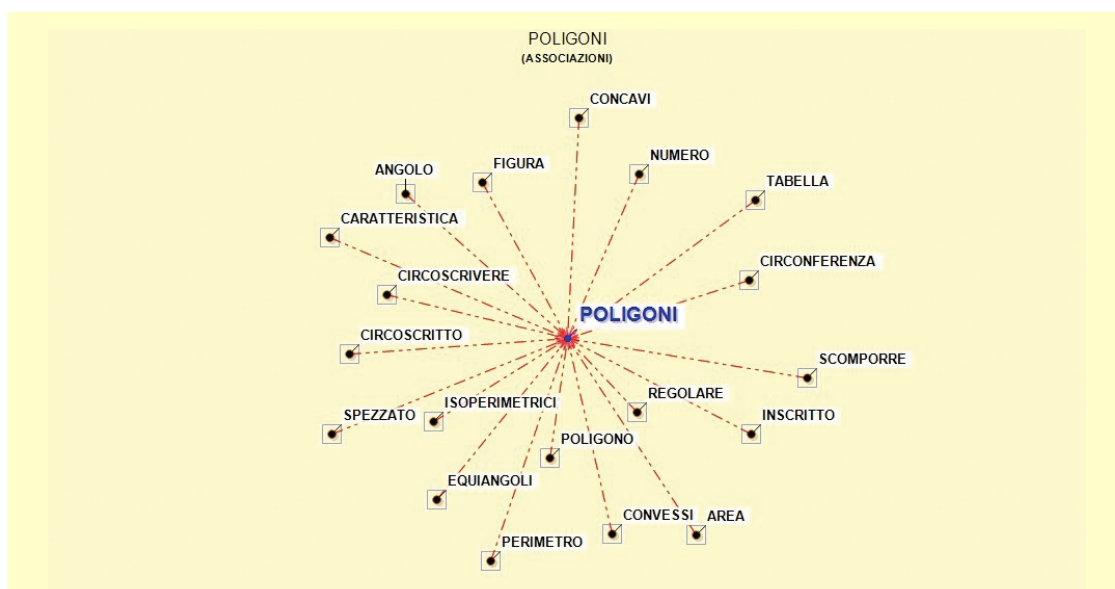 POLIGONI
(ASSOCIAZIONI)
CONCAVI
NUMERO
FIGURA
ANGOLO
TABELLA
CARATTERISTICA
CIRCONFERENZA
CIRCOSCRIVERE
POLIGONI
CIRCOSCRITTO
SCOMPORRE
REGOLARE
ISOPERIMETRICI
SPEZZATO
INSCRITTO
POLIGONO
EQUIANGOLI
CONVESSI
AREA
PERIMETRO